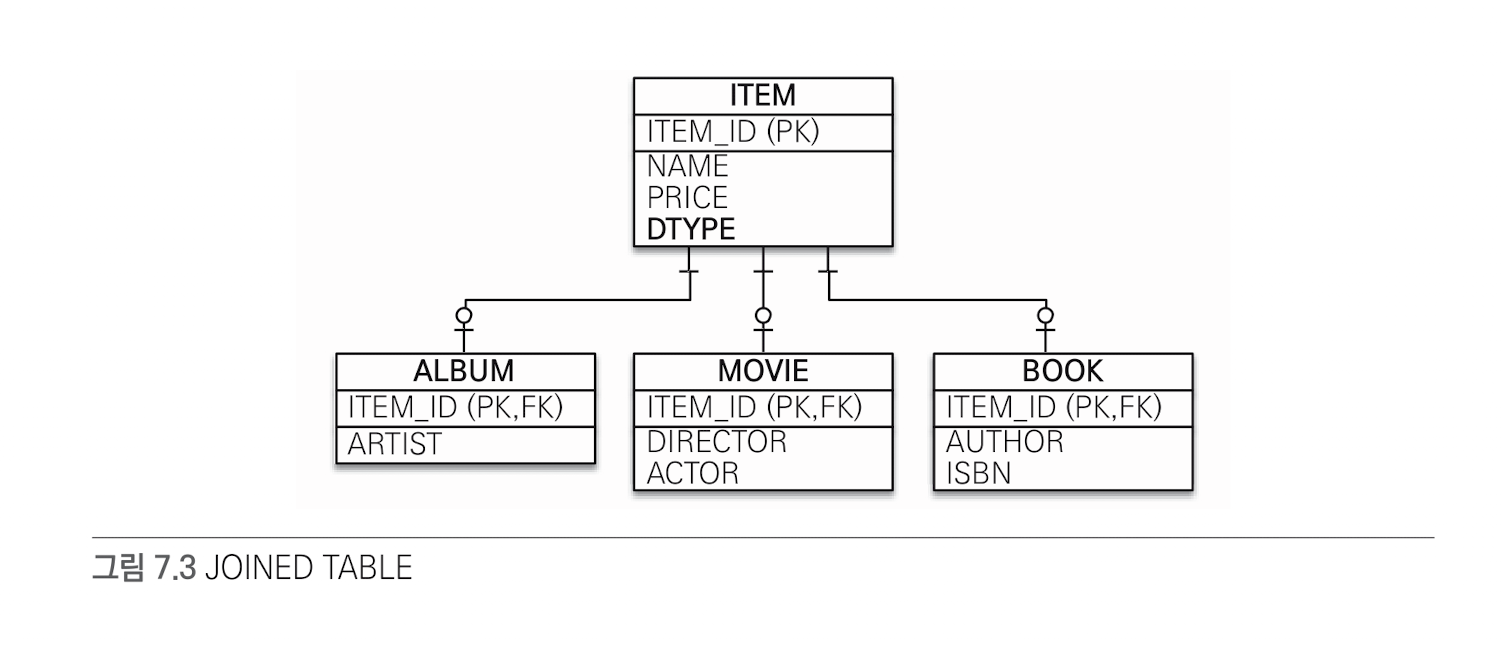 ITEM
ITEM_ID (PK)
NAME
PRICE
DTYPE
ALBUM
ITEM_ID (PK,FK)
ARTIST
MOVIE
ITEM_ID (PK,FK)
DIRECTOR
ACTOR
BOOK
ITEM_ID (PK,FK)
AUTHOR
ISBN
그림 7.3 JOINED TABLE